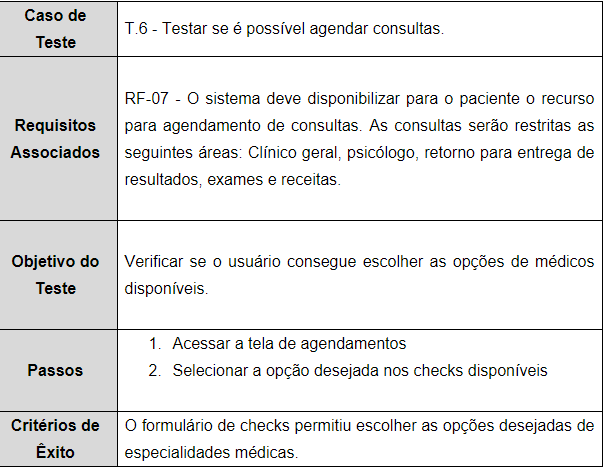 Caso de
Teste
T.6 - Testar se é possível agendar consultas.
Requisitos
Associados
RF-07 - O sistema deve disponibilizar para o paciente o recurso
para agendamento de consultas. As consultas serão restritas as
seguintes áreas: Clínico geral, psicólogo, retorno para entrega de
resultados, exames e receitas.
Objetivo do
Teste
Verificar se o usuário consegue escolher as opções de médicos
disponíveis.
Passos
1. Acessar a tela de agendamentos
2. Selecionar a opção desejada nos checks disponíveis
Critérios de
Êxito
O formulário de checks permitiu escolher as opções desejadas de
especialidades médicas.